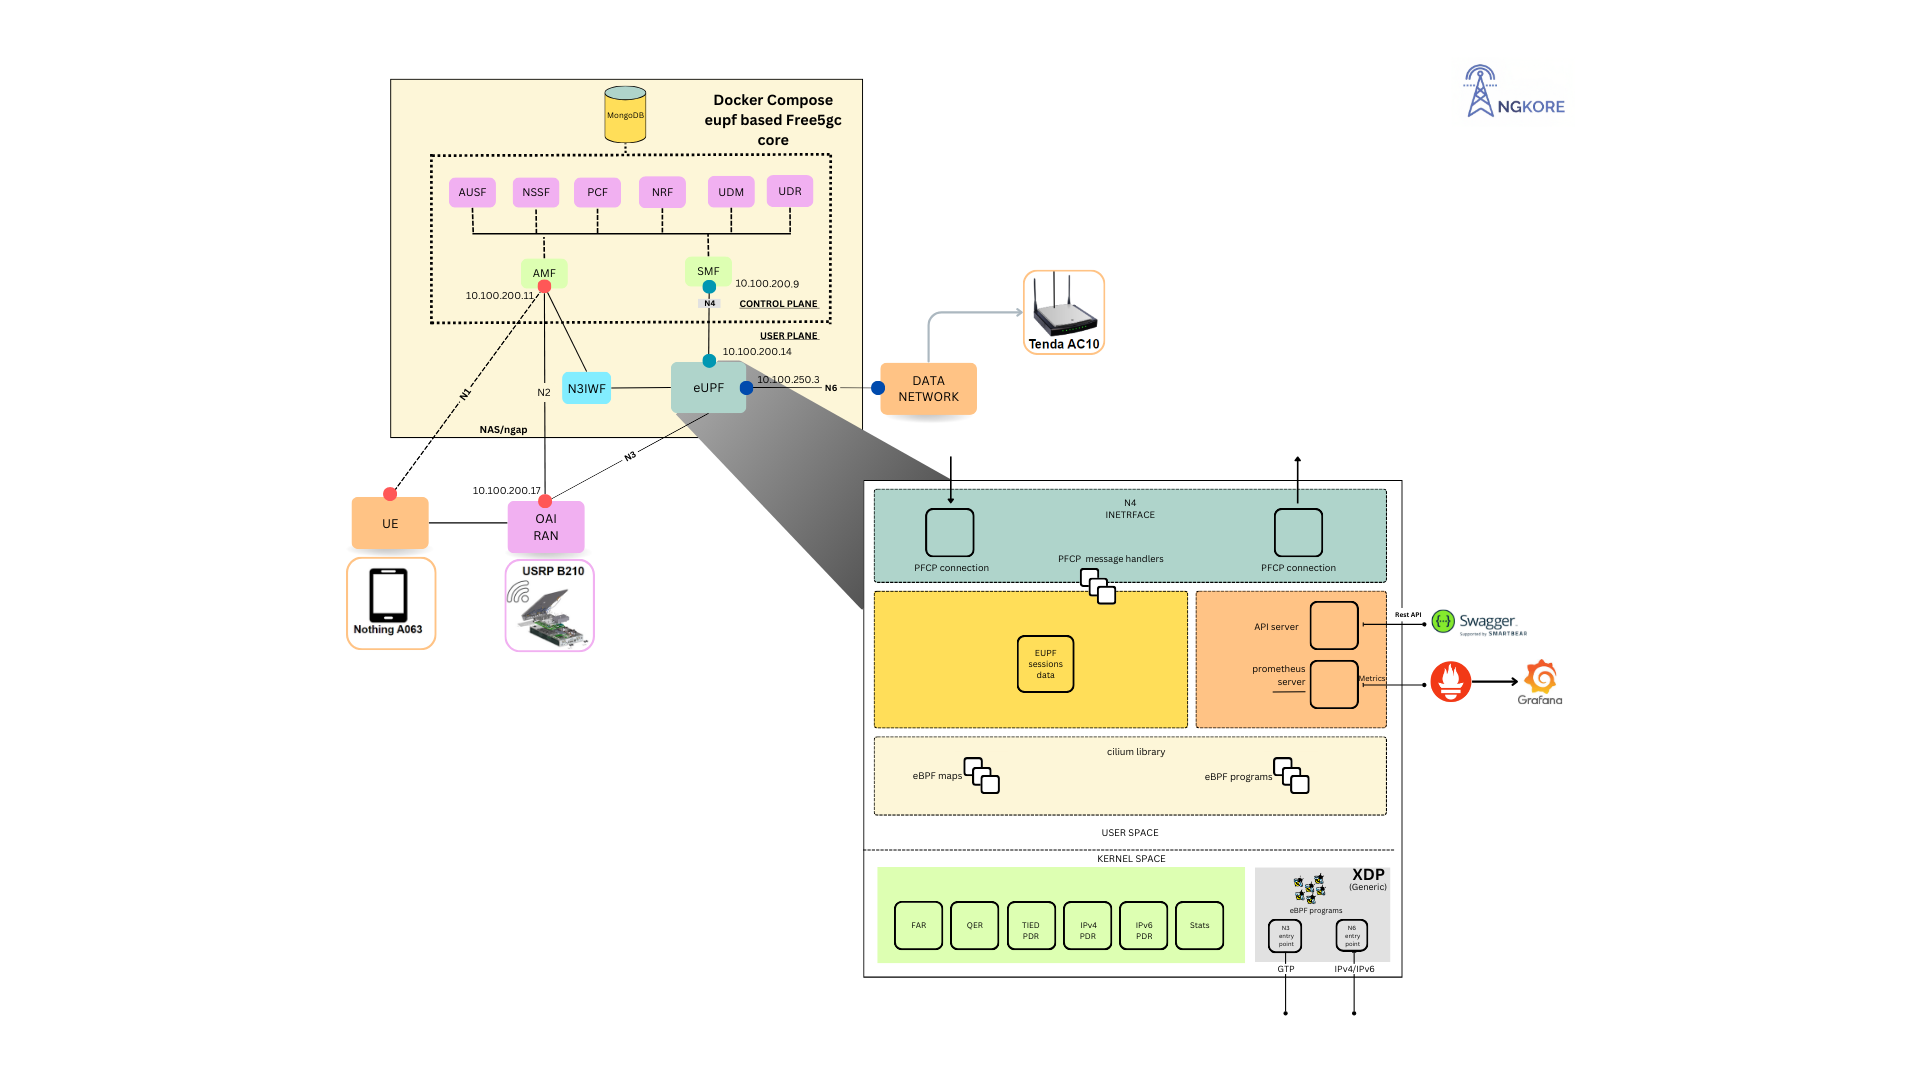 NGKORE
Docker Compose
eupf based Free5gc
core
MongoDB
AUSF
NSSF
PCF
NRF
UDM
UDR
AMF
SMF
10.100.200.11
10.100.200.9
N4
CONTROL PLANE
USER PLANE
10.100.200.14
N1
N2
N3IWF
eUPF
10.100.250.3
N6
DATA
NETWORK
Tenda AC10
NAS/ngap
N3
10.100.200.17
UE
OAI
RAN
Nothing A063
USRP B210
N4
INETRFACE
PFCP connection
PFCP message handlers
PFCP connection
EUPF
sessions
data
API server
prometheus
server
Rest API
Metrics
Swagger.
Supported by SMARTBEAR
Grafana
cilium library
eBPF maps
eBPF programs
USER SPACE
KERNEL SPACE
FAR
QER
TIED
PDR
IPv4
PDR
IPv6
PDR
Stats
XDP
(Generic)
eBPF programs
N3
entry
point
N6
entry
point
GTP
IPv4/IPv6